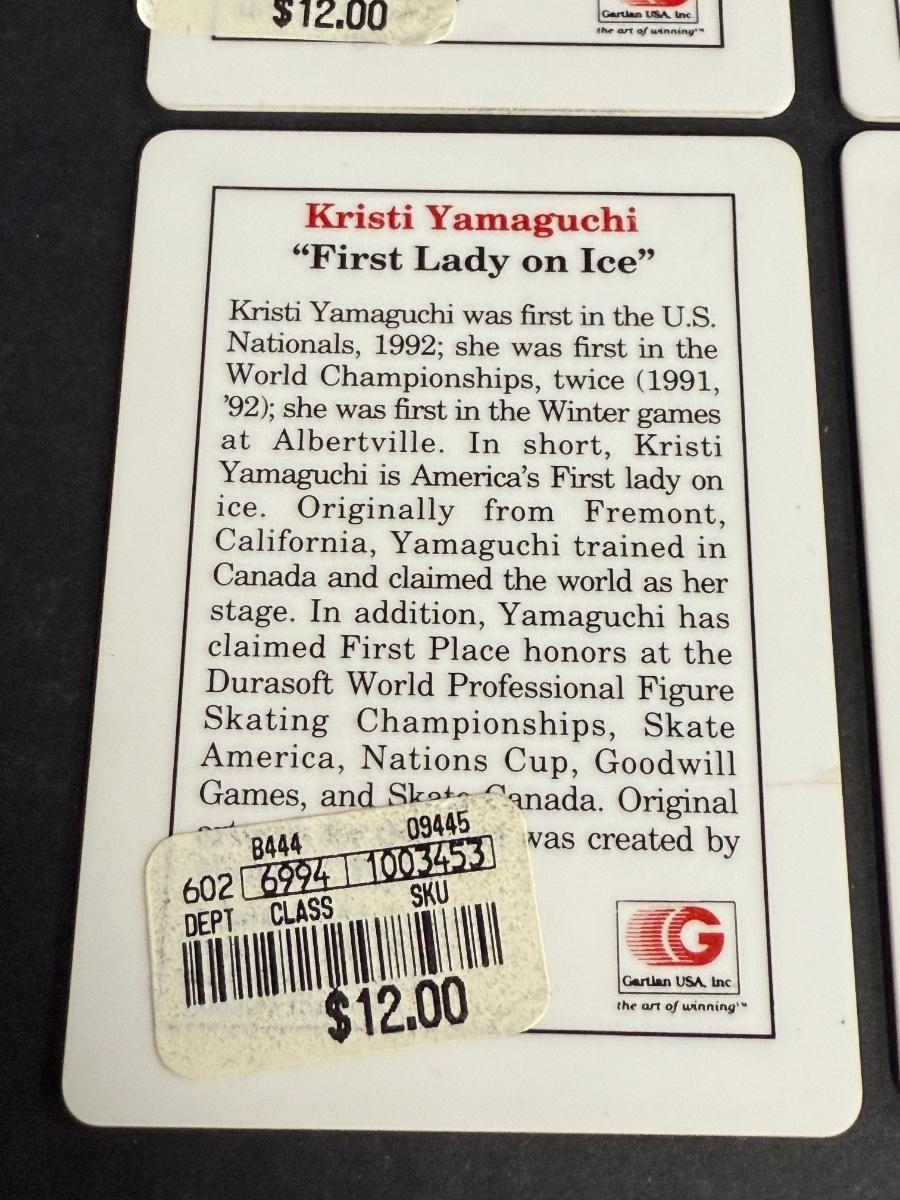 $12.00
Gartlan USA, Inc.
the art of winning™
Kristi Yamaguchi
“First Lady on Ice”
Kristi Yamaguchi was first in the U.S.
Nationals, 1992; she was first in the
World Championships, twice (1991,
’92); she was first in the Winter games
at Albertville. In short, Kristi
Yamaguchi is America’s First lady on
ice. Originally from Fremont,
California, Yamaguchi trained in
Canada and claimed the world as her
stage. In addition, Yamaguchi has
claimed First Place honors at the
Durasoft World Professional Figure
Skating Championships, Skate
America, Nations Cup, Goodwill
Games, and Skate Canada. Original
was created by
B444 09445
602 6994 1003453
DEPT CLASS SKU
$12.00
G
Gartlan USA, Inc.
the art of winning™